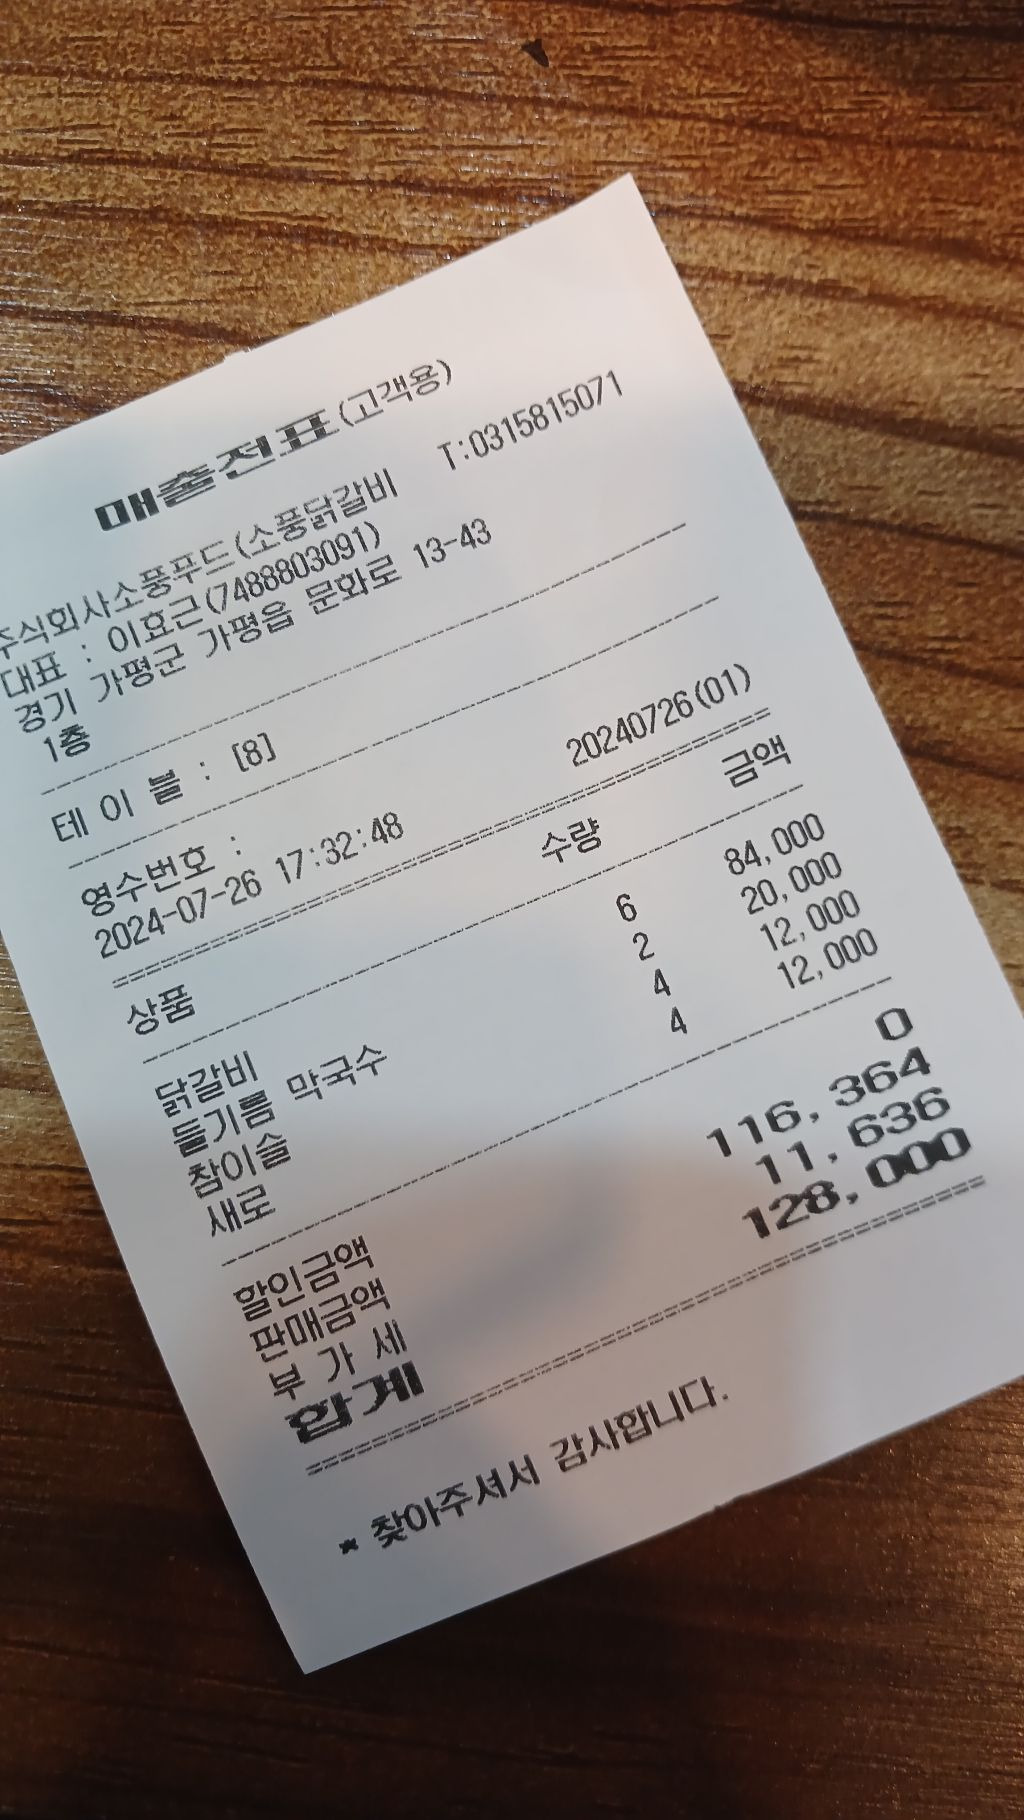 매출전표(고객용)
주식회사소풍푸드(소풍닭갈비 T:0315815071
대표 : 이효근(7488803091)
경기 가평군 가평읍 문화로 13-43
1층
테 이 블 : [8]
영수번호 : 20240726(01)
2024-07-26 17:32:48
상품 수량 금액
닭갈비 6 84,000
들기름 막국수 2 20,000
참이슬 4 12,000
새로 4 12,000
할인금액 0
판매금액 116,364
부 가 세 11,636
합계 128,000
* 찾아주셔서 감사합니다.